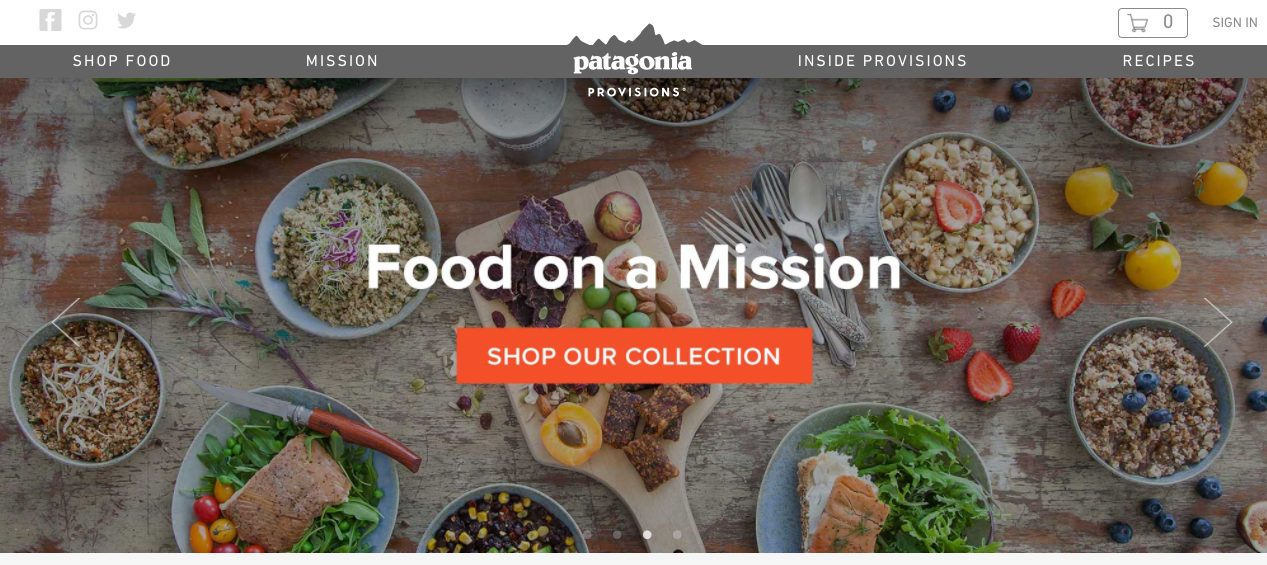 0
SIGN IN
SHOP FOOD
MISSION
patagonia
PROVISIONS®
INSIDE PROVISIONS
RECIPES
Food on a Mission
SHOP OUR COLLECTION